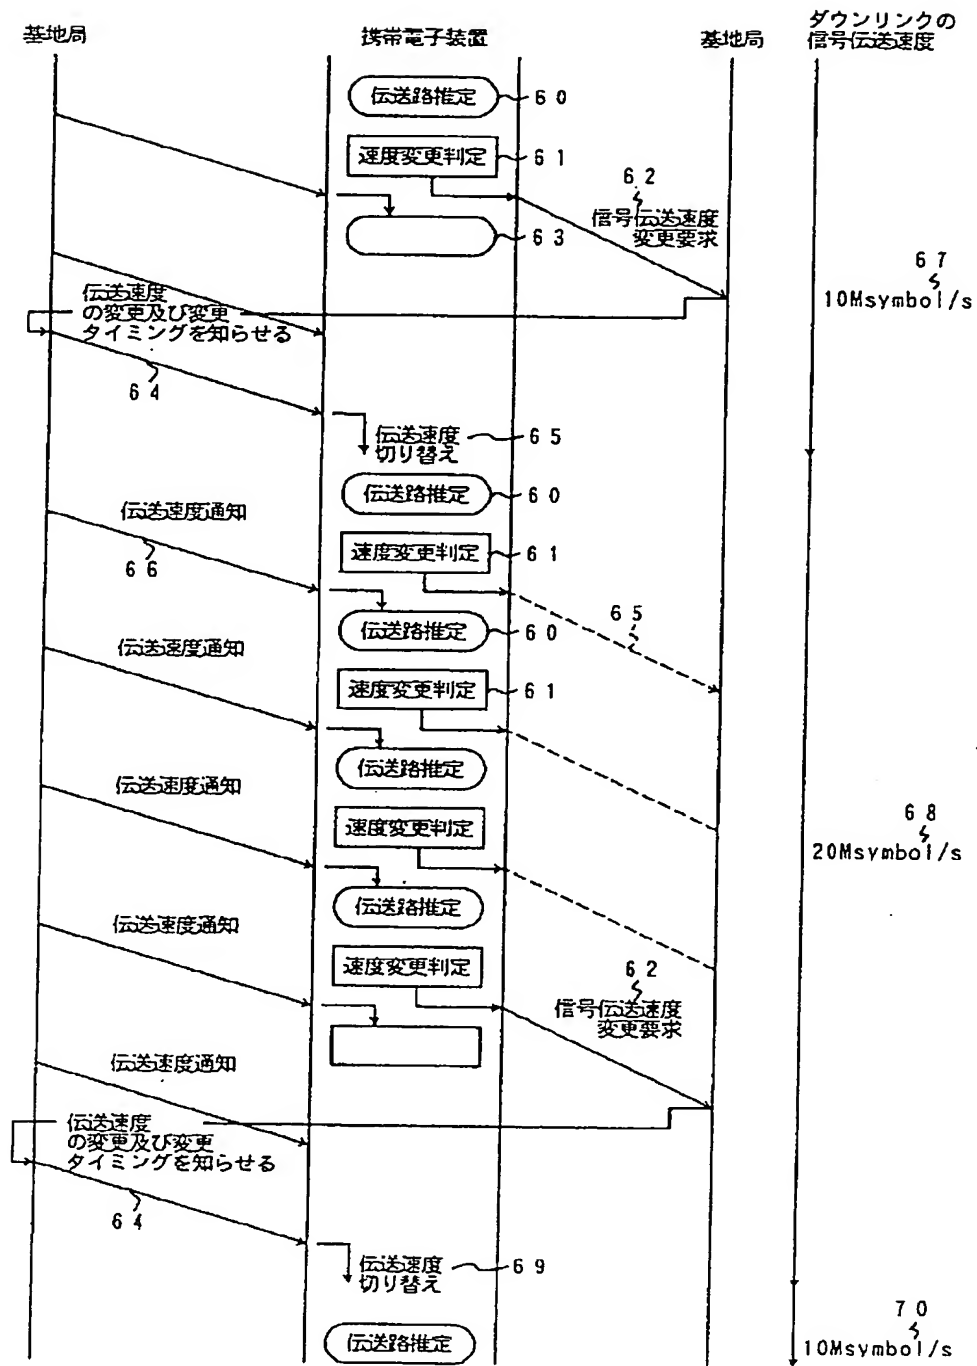 基地局
携帯電子装置
基地局
ダウンリンクの
信号伝送速度
伝送路推定
60
速度変更判定
61
62
信号伝送速度
変更要求
63
67
10Msymbol/s
伝送速度
の変更及び変更
タイミングを知らせる
64
伝送速度
切り替え
65
伝送路推定
60
伝送速度通知
66
速度変更判定
61
65
伝送路推定
60
伝送速度通知
速度変更判定
61
伝送路推定
伝送速度通知
速度変更判定
68
20Msymbol/s
伝送路推定
伝送速度通知
速度変更判定
62
信号伝送速度
変更要求
伝送速度通知
伝送速度
の変更及び変更
タイミングを知らせる
64
伝送速度
切り替え
69
伝送路推定
70
10Msymbol/s